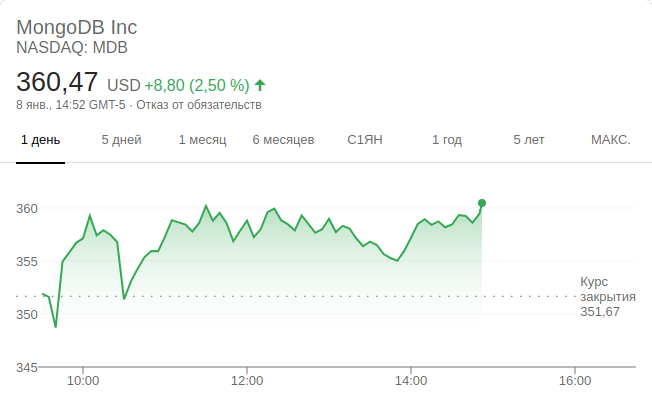 MongoDB Inc
NASDAQ: MDB
360,47 USD +8,80 (2,50 %)
8 янв., 14:52 GMT-5 · Отказ от обязательств
1 день 5 дней 1 месяц 6 месяцев С1ЯН 1 год 5 лет МАКС.
360
355
350
345
Курс
закрытия
351,67
10:00 12:00 14:00 16:00